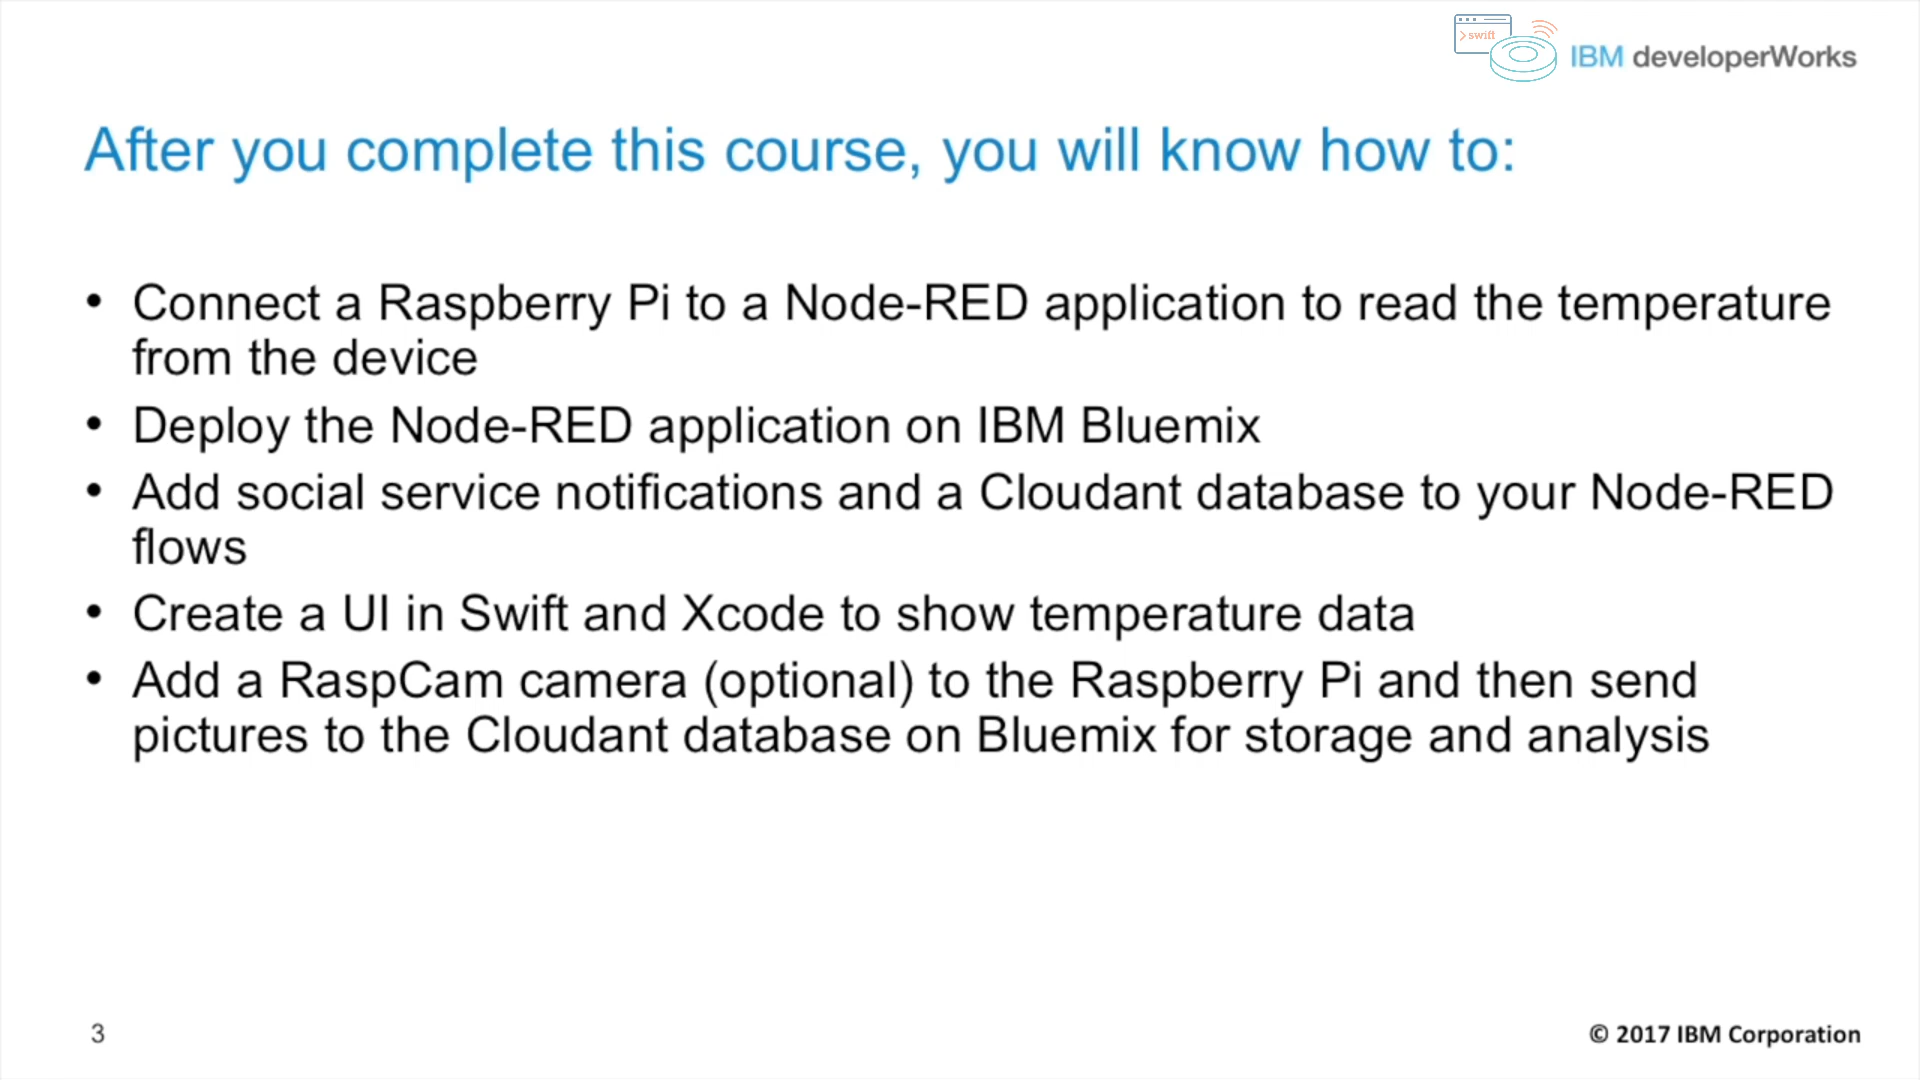 >swift
IBM developerWorks
After you complete this course, you will know how to:
• Connect a Raspberry Pi to a Node-RED application to read the temperature
from the device
• Deploy the Node-RED application on IBM Bluemix
• Add social service notifications and a Cloudant database to your Node-RED
flows
• Create a UI in Swift and Xcode to show temperature data
• Add a RaspCam camera (optional) to the Raspberry Pi and then send
pictures to the Cloudant database on Bluemix for storage and analysis
3
© 2017 IBM Corporation